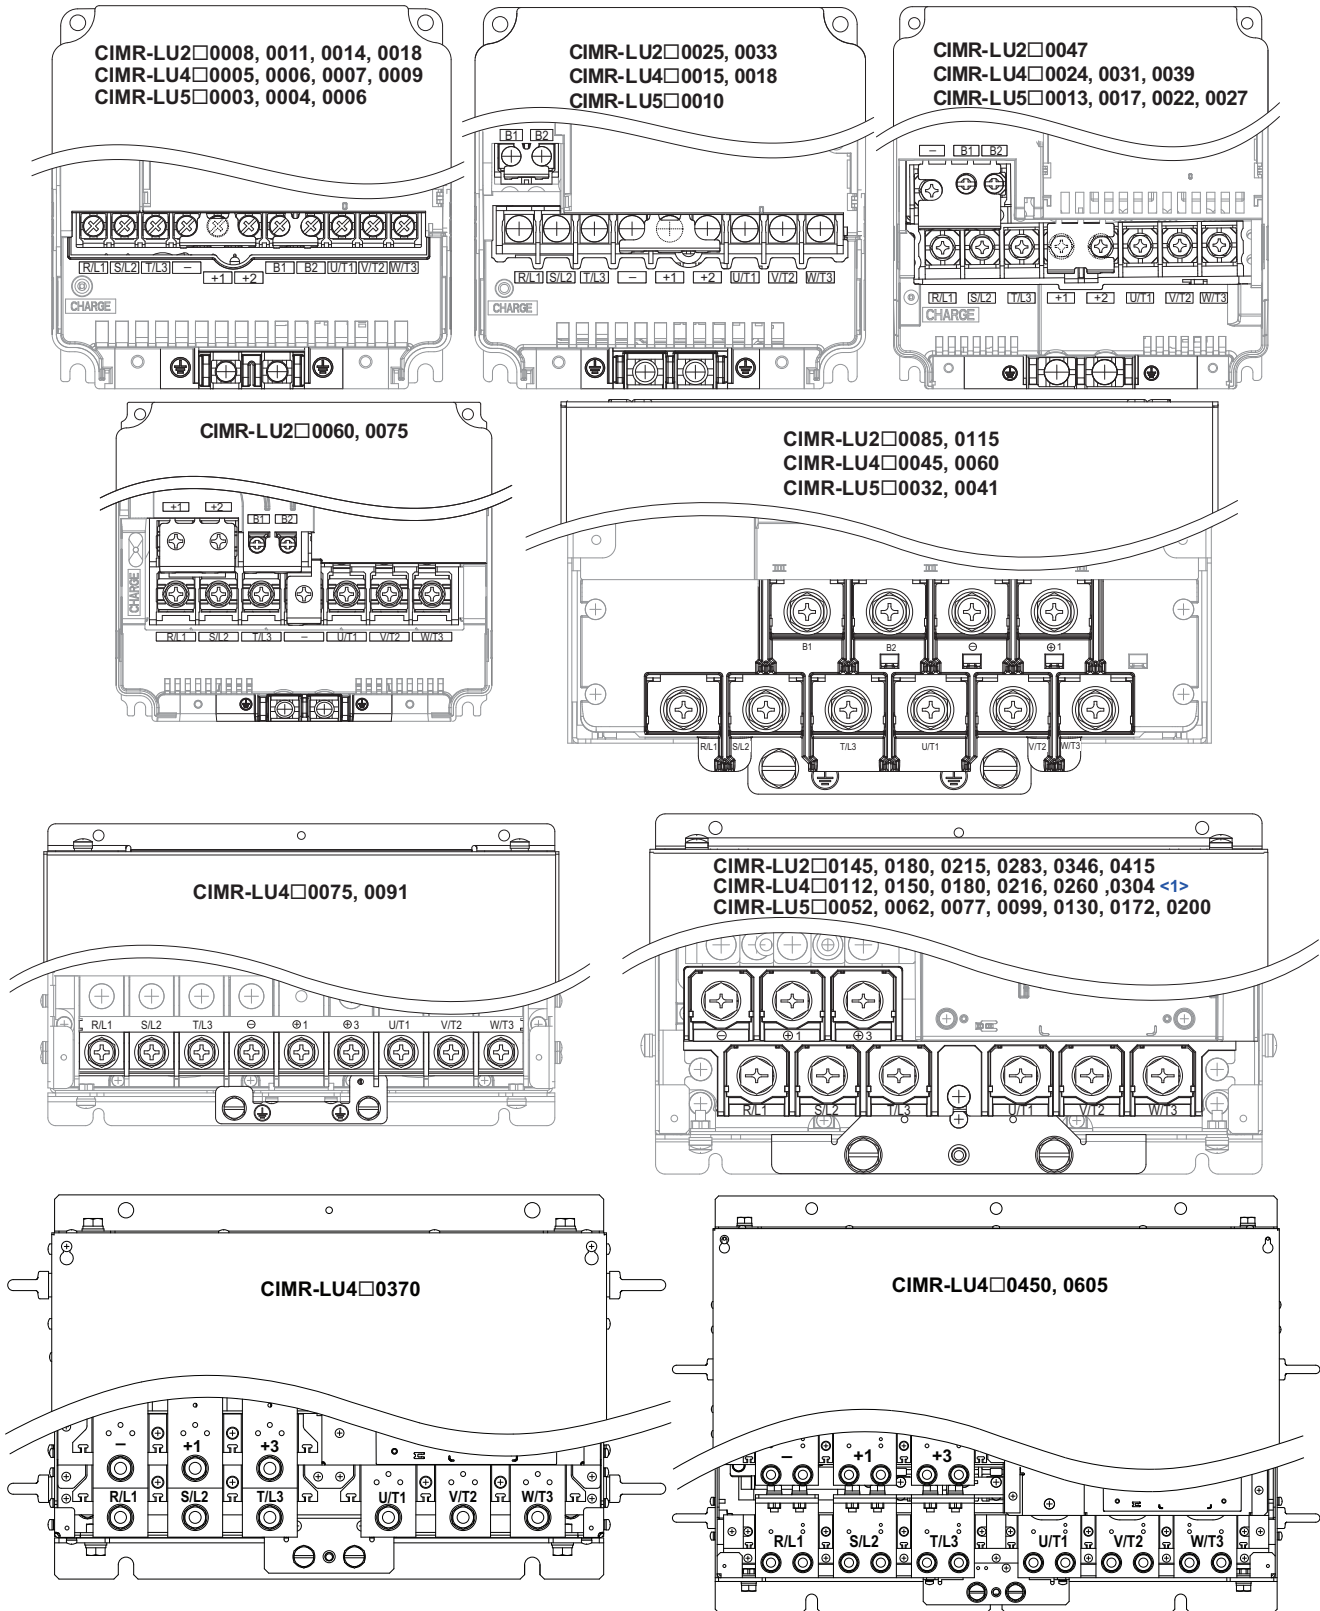 CIMR-LU2□0008, 0011, 0014, 0018
CIMR-LU4□0005, 0006, 0007, 0009
CIMR-LU5□0003, 0004, 0006
R/L1 S/L2 T/L3 − B1 B2 U/T1 V/T2 W/T3
+1 +2
CHARGE
CIMR-LU2□0025, 0033
CIMR-LU4□0015, 0018
CIMR-LU5□0010
B1 B2
R/L1 S/L2 T/L3 − +1 +2 U/T1 V/T2 W/T3
CHARGE
CIMR-LU2□0047
CIMR-LU4□0024, 0031, 0039
CIMR-LU5□0013, 0017, 0022, 0027
− B1 B2
R/L1 S/L2 T/L3 +1 +2 U/T1 V/T2 W/T3
CHARGE
CIMR-LU2□0060, 0075
+1 +2 B1 B2
CHARGE
R/L1 S/L2 T/L3 − U/T1 V/T2 W/T3
CIMR-LU2□0085, 0115
CIMR-LU4□0045, 0060
CIMR-LU5□0032, 0041
B1 B2 ⊖ ⊕1
R/L1 S/L2 T/L3 U/T1 V/T2 W/T3
CIMR-LU4□0075, 0091
R/L1 S/L2 T/L3 ⊖ ⊕1 ⊕3 U/T1 V/T2 W/T3
CIMR-LU2□0145, 0180, 0215, 0283, 0346, 0415
CIMR-LU4□0112, 0150, 0180, 0216, 0260 ,0304 <1>
CIMR-LU5□0052, 0062, 0077, 0099, 0130, 0172, 0200
⊖ ⊕1 ⊕3
R/L1 S/L2 T/L3 U/T1 V/T2 W/T3
CIMR-LU4□0370
− +1 +3
R/L1 S/L2 T/L3 U/T1 V/T2 W/T3
CIMR-LU4□0450, 0605
− +1 +3
R/L1 S/L2 T/L3 U/T1 V/T2 W/T3